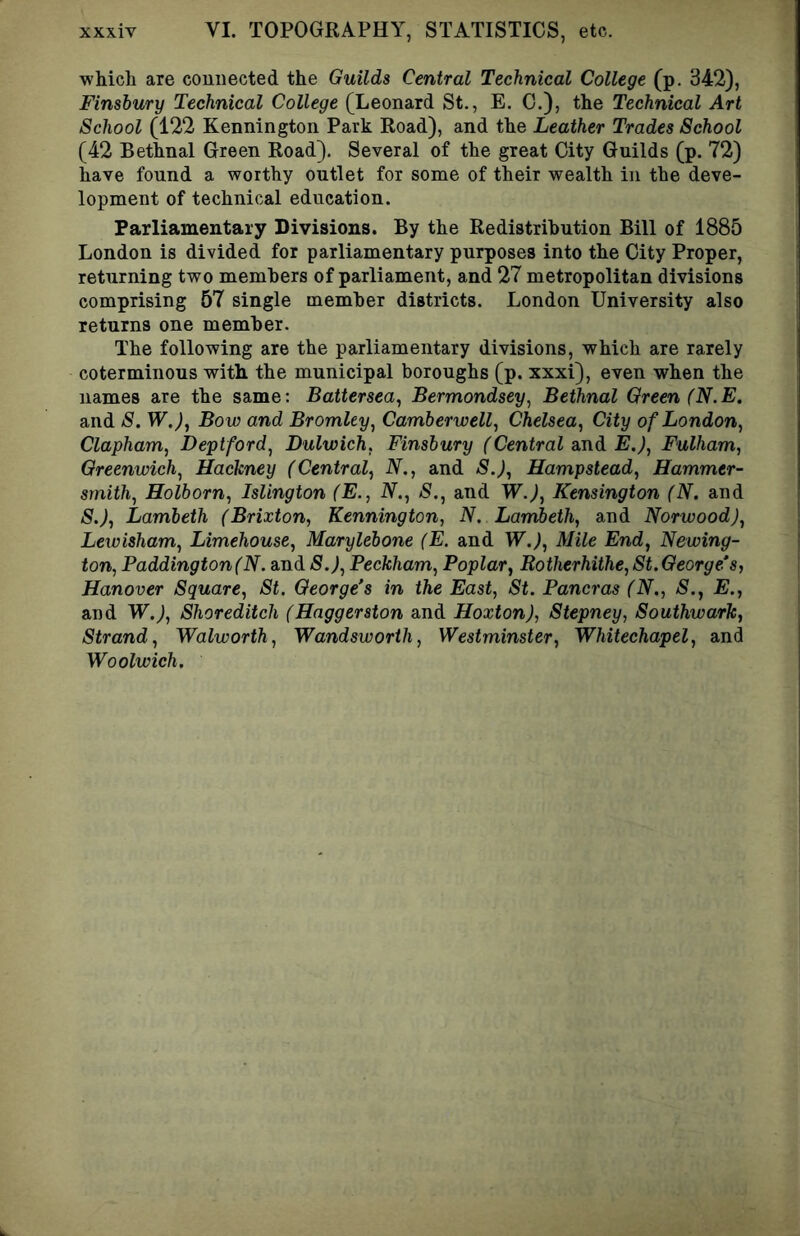 xxxiv VI. TOPOGRAPHY, STATISTICS, etc.
which are connected the Guilds Central Technical College (p. 342),
Finsbury Technical College (Leonard St., E. C.), the Technical Art
School (122 Kennington Park Road), and the Leather Trades School
(42 Bethnal Green Road). Several of the great City Guilds (p. 72)
have found a worthy outlet for some of their wealth in the deve-
lopment of technical education.
Parliamentary Divisions. By the Redistribution Bill of 1885
London is divided for parliamentary purposes into the City Proper,
returning two members of parliament, and 27 metropolitan divisions
comprising 57 single member districts. London University also
returns one member.
The following are the parliamentary divisions, which are rarely
coterminous with the municipal boroughs (p. xxxi), even when the
names are the same: Battersea, Bermondsey, Bethnal Green (N.E.
and S. W.), Bow and Bromley, Camberwell, Chelsea, City of London,
Clapham, Deptford, Dulwich, Finsbury (Central and E.), Fulham,
Greenwich, Hackney (Central, N., and S.), Hampstead, Hammer-
smith, Holborn, Islington (E., N., S., and W.), Kensington (N. and
S.), Lambeth (Brixton, Kennington, N. Lambeth, and Norwood),
Lewisham, Limehouse, Marylebone (E. and W.), Mile End, Newing-
ton, Paddington (N. and S.), Peckham, Poplar, Rotherhithe, St. George's,
Hanover Square, St. George's in the East, St. Pancras (N., S., E.,
and W.), Shoreditch (Haggerston and Hoxton), Stepney, Southwark,
Strand, Walworth, Wandsworth, Westminster, Whitechapel, and
Woolwich.